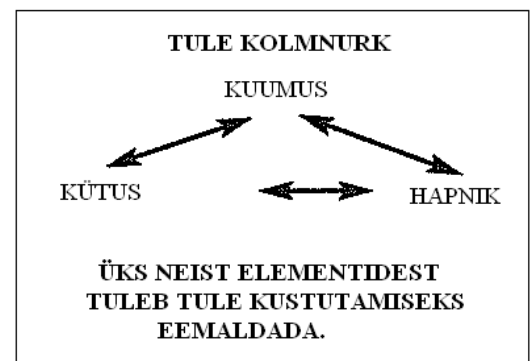 TULE KOLMNURK
KUUMUS
KÜTUS
HAPNIK
ÜKS NEIST ELEMENTIDEST
TULEB TULE KUSTUTAMISEKS
EEMALDADA.